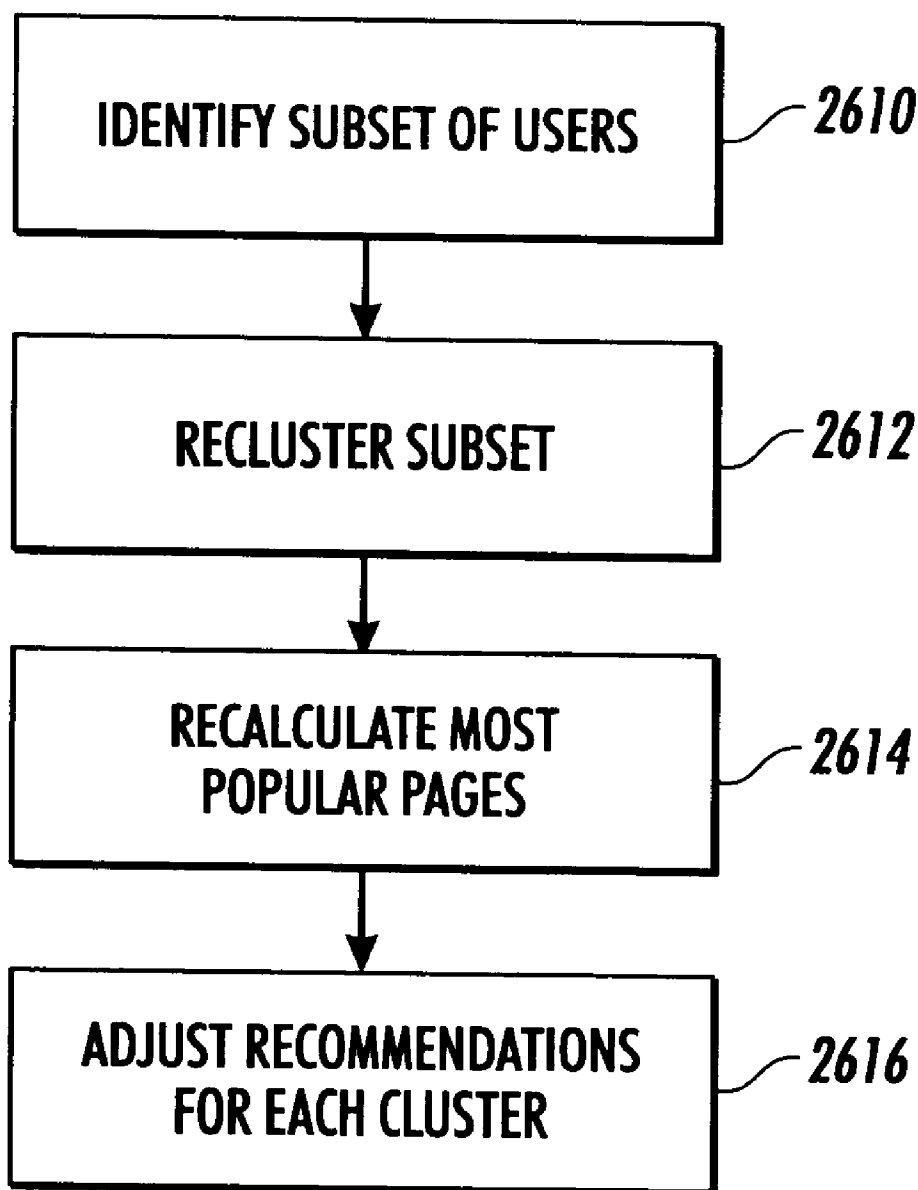 IDENTIFY SUBSET OF USERS
2610
RECLUSTER SUBSET
2612
RECALCULATE MOST
POPULAR PAGES
2614
ADJUST RECOMMENDATIONS
FOR EACH CLUSTER
2616